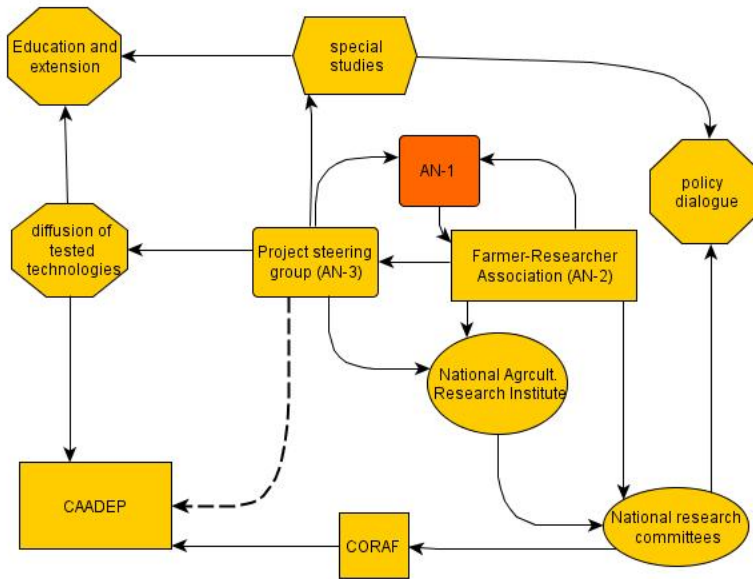 Education and
extension
special
studies
AN-1
policy
dialogue
diffusion of
tested
technologies
Project steering
group (AN-3)
Farmer-Researcher
Association (AN-2)
National Agrcult.
Research Institute
CAADEP
CORAF
National research
committees